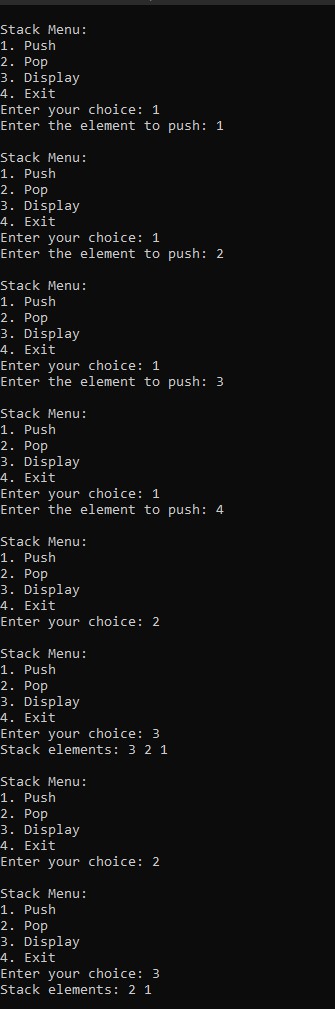 Stack Menu:
1. Push
2. Pop
3. Display
4. Exit
Enter your choice: 1
Enter the element to push: 1
Stack Menu:
1. Push
2. Pop
3. Display
4. Exit
Enter your choice: 1
Enter the element to push: 2
Stack Menu:
1. Push
2. Pop
3. Display
4. Exit
Enter your choice: 1
Enter the element to push: 3
Stack Menu:
1. Push
2. Pop
3. Display
4. Exit
Enter your choice: 1
Enter the element to push: 4
Stack Menu:
1. Push
2. Pop
3. Display
4. Exit
Enter your choice: 2
Stack Menu:
1. Push
2. Pop
3. Display
4. Exit
Enter your choice: 3
Stack elements: 3 2 1
Stack Menu:
1. Push
2. Pop
3. Display
4. Exit
Enter your choice: 2
Stack Menu:
1. Push
2. Pop
3. Display
4. Exit
Enter your choice: 3
Stack elements: 2 1